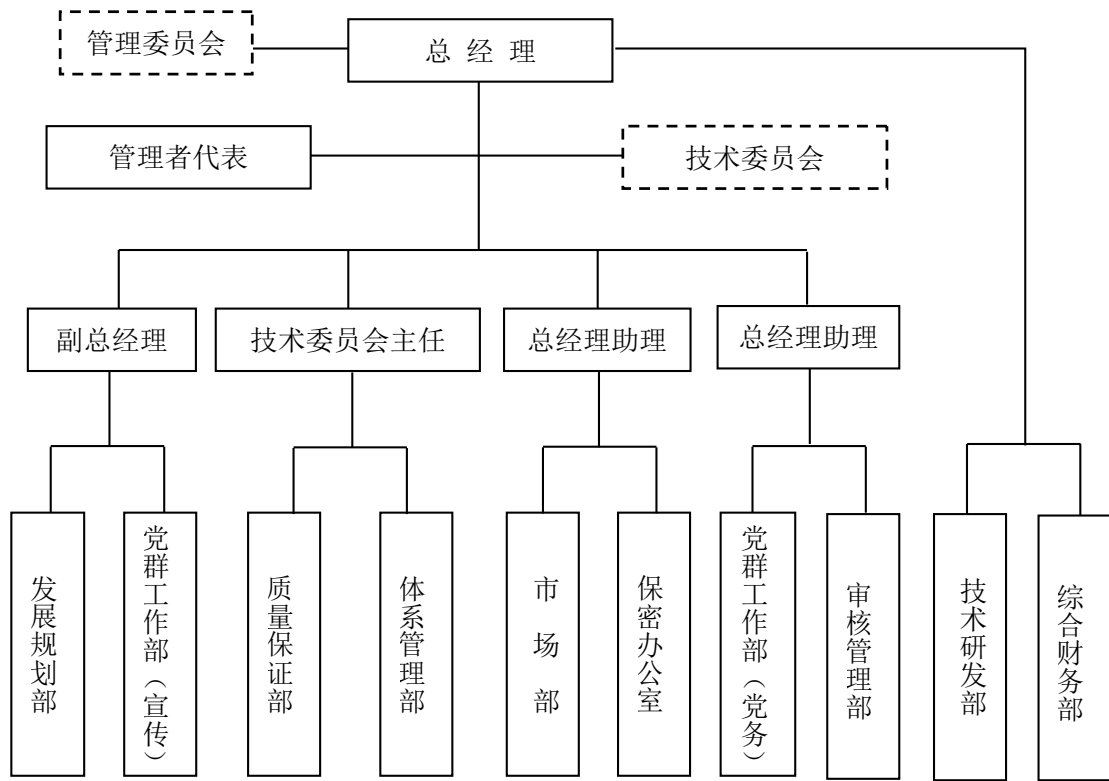 管理委员会
总 经 理
管理者代表
技术委员会
副总经理
技术委员会主任
总经理助理
总经理助理
发展规划部
党群工作部（宣传）
质量保证部
体系管理部
市 场 部
保密办公室
党群工作部（党务）
审核管理部
技术研发部
综合财务部